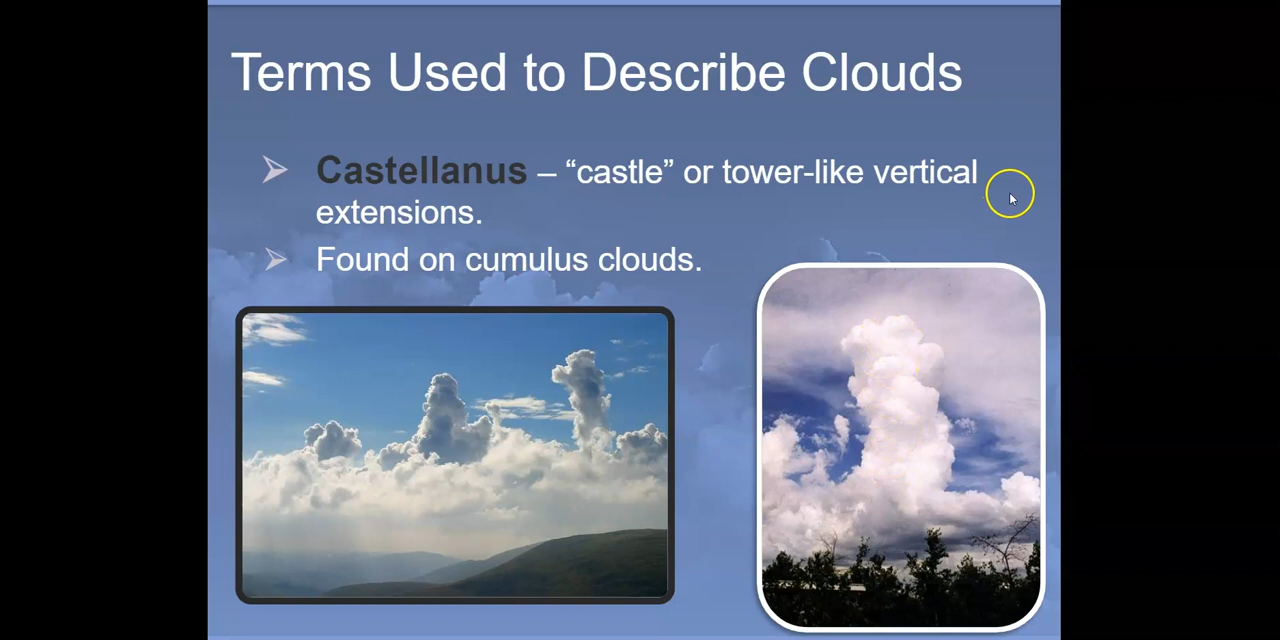 Terms Used to Describe Clouds
Castellanus – “castle” or tower-like vertical
extensions.
Found on cumulus clouds.